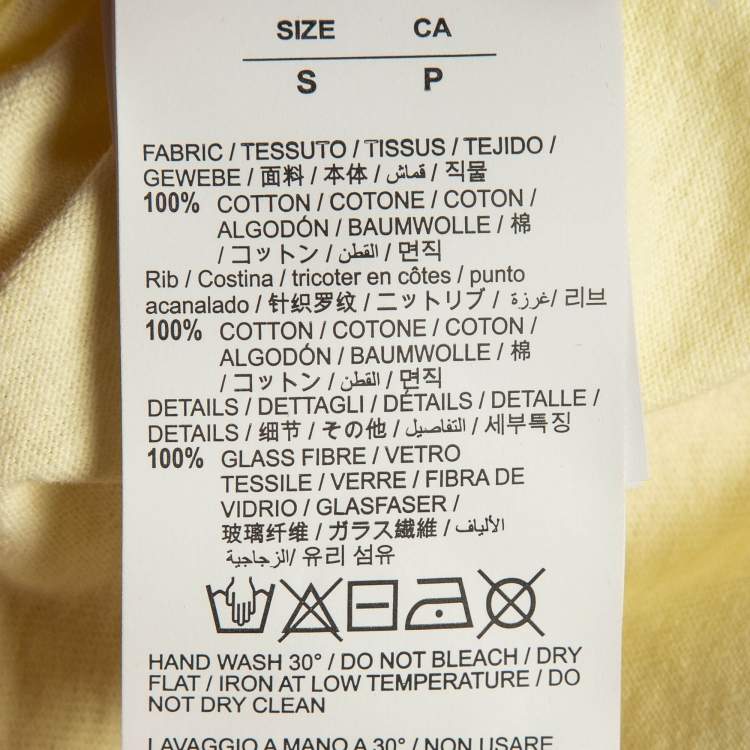 SIZE CA
S P
FABRIC / TESSUTO / TISSUS / TEJIDO /
GEWEBE / 面料 / 本体 / قماش / 직물
100% COTTON / COTONE / COTON /
ALGODÓN / BAUMWOLLE / 棉
/ コットン / القطن / 면직
Rib / Costina / tricoter en côtes / punto
acanalado / 针织罗纹 / ニットリブ / غرزة / 리브
100% COTTON / COTONE / COTON /
ALGODÓN / BAUMWOLLE / 棉
/ コットン / القطن / 면직
DETAILS / DETTAGLI / DÉTAILS / DETALLE /
DETAILS / 细节 / その他 / التفاصيل / 세부특징
100% GLASS FIBRE / VETRO
TESSILE / VERRE / FIBRA DE
VIDRIO / GLASFASER /
玻璃纤维 / ガラス繊維 / الألياف
الزجاجية / 유리 섬유
HAND WASH 30° / DO NOT BLEACH / DRY
FLAT / IRON AT LOW TEMPERATURE / DO
NOT DRY CLEAN
LAVAGGIO A MANO A 30° / NON USARE